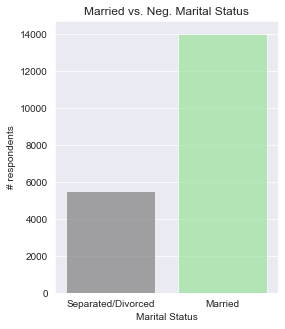 Married vs. Neg. Marital Status
# respondents
14000
12000
10000
8000
6000
4000
2000
0
Separated/Divorced Married
Marital Status